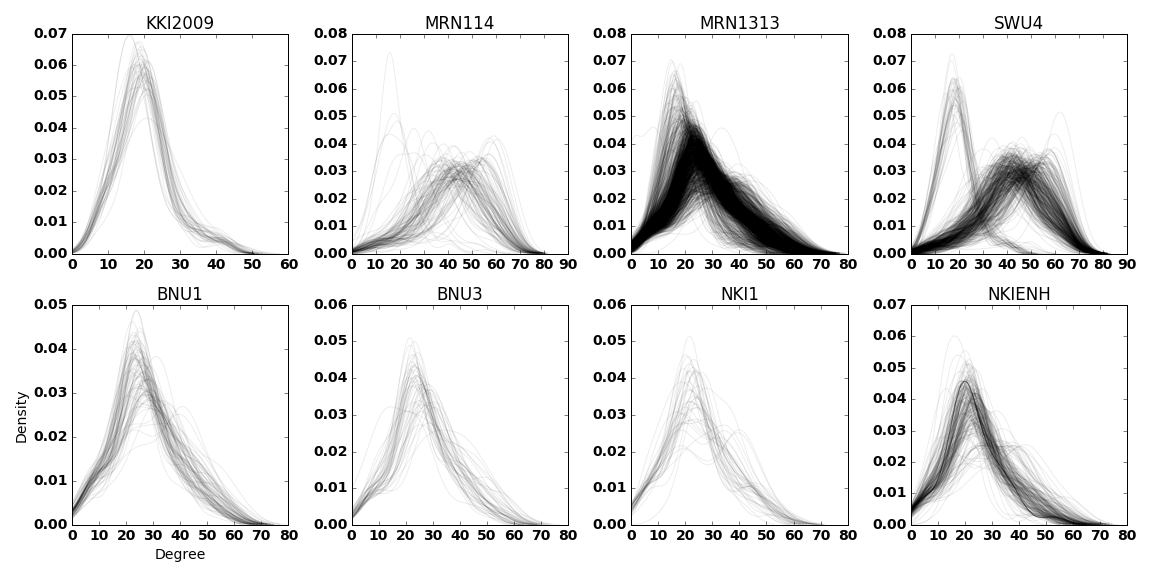 KKI2009 MRN114 MRN1313 SWU4
0.07 0.08 0.08 0.08
0.06 0.07 0.07 0.07
0.05 0.06 0.06 0.06
0.04 0.05 0.05 0.05
0.03 0.04 0.04 0.04
0.02 0.03 0.03 0.03
0.01 0.02 0.02 0.02
0.00 0.01 0.01 0.01
0.00 0.00 0.00
0 10 20 30 40 50 60 0 10 20 30 40 50 60 70 80 90 0 10 20 30 40 50 60 70 80 0 10 20 30 40 50 60 70 80 90
BNU1 BNU3 NKI1 NKIENH
0.05 0.06 0.06 0.07
0.04 0.05 0.05 0.06
0.03 0.04 0.04 0.05
0.02 0.03 0.03 0.04
0.01 0.02 0.02 0.03
0.00 0.01 0.01 0.02
0.00 0.00 0.01
0.00
Density
0 10 20 30 40 50 60 70 80 0 10 20 30 40 50 60 70 80 0 10 20 30 40 50 60 70 80 0 10 20 30 40 50 60 70 80
Degree